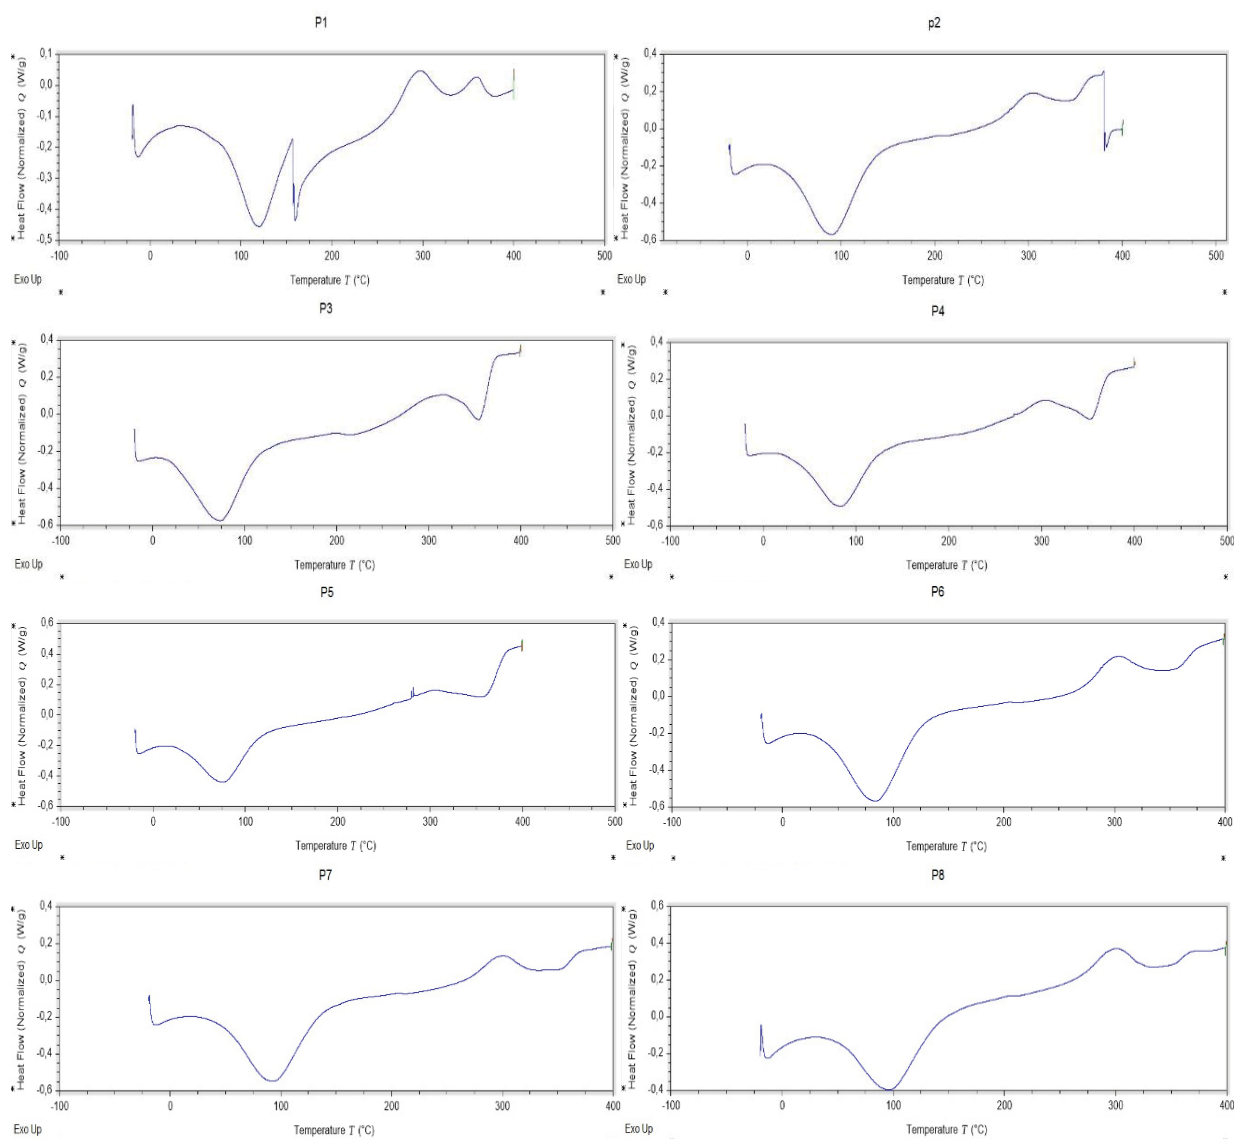 P1
p2
*
Heat Flow (Normalized) Q (W/g)
*
0,1
0,0
-0,1
-0,2
-0,3
-0,4
-0,5
-100 0 100 200 300 400 500
Exo Up
Temperature T (°C)
* *
*
Heat Flow (Normalized) Q (W/g)
*
0,4
0,2
0,0
-0,2
-0,4
-0,6
0 100 200 300 400 500
Exo Up
Temperature T (°C)
* *
P3
P4
*
Heat Flow (Normalized) Q (W/g)
*
0,4
0,2
0,0
-0,2
-0,4
-0,6
-100 0 100 200 300 400 500
Exo Up
Temperature T (°C)
* *
*
Heat Flow (Normalized) Q (W/g)
*
0,4
0,2
0,0
-0,2
-0,4
-0,6
-100 0 100 200 300 400 500
Exo Up
Temperature T (°C)
* *
P5
P6
*
Heat Flow (Normalized) Q (W/g)
*
0,6
0,4
0,2
0,0
-0,2
-0,4
-0,6
-100 0 100 200 300 400 500
Exo Up
Temperature T (°C)
* *
*
Heat Flow (Normalized) Q (W/g)
*
0,4
0,2
0,0
-0,2
-0,4
-0,6
-100 0 100 200 300 400
Exo Up
Temperature T (°C)
* *
P7
P8
*
Heat Flow (Normalized) Q (W/g)
*
0,4
0,2
0,0
-0,2
-0,4
-0,6
-100 0 100 200 300 400
Exo Up
Temperature T (°C)
*
Heat Flow (Normalized) Q (W/g)
*
0,6
0,4
0,2
0,0
-0,2
-0,4
-100 0 100 200 300 400
Exo Up
Temperature T (°C)